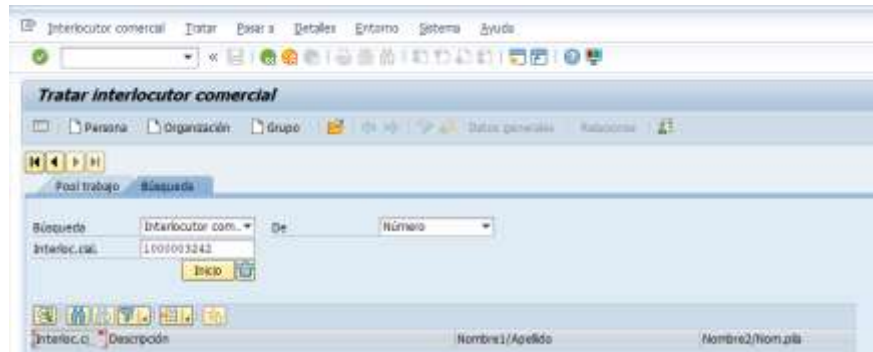 Interlocutor comercial Tratar Pasar a Detalles Entorno Sistema Ayuda
Tratar interlocutor comercial
Persona Organización Grupo Datos generales Relaciones
Pool trabajo Búsqueda
Búsqueda Interlocutor com.. De Número
Interloc.cial. 1000003242
Inicio
Interloc.c Descripción Nombre1/Apellido Nombre2/Nom.pila